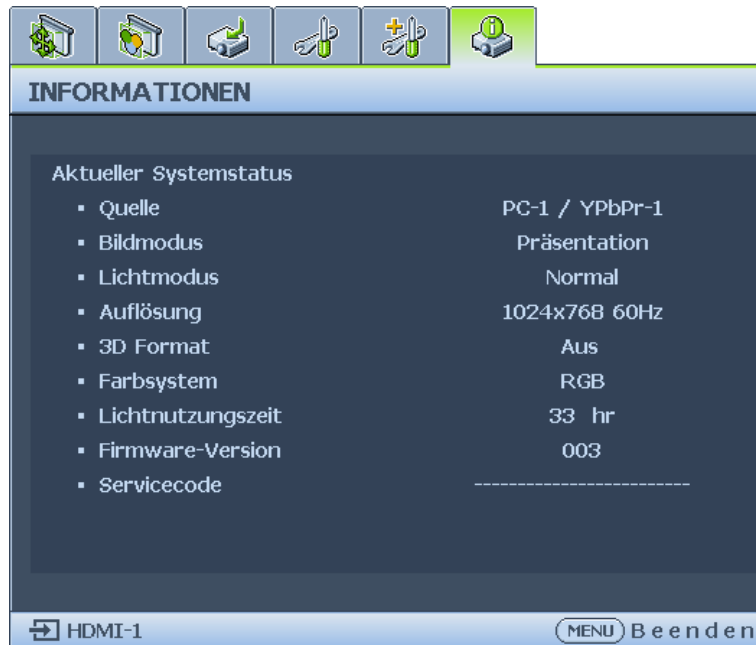 INFORMATIONEN
Aktueller Systemstatus
▪ Quelle PC-1 / YPbPr-1
▪ Bildmodus Präsentation
▪ Lichtmodus Normal
▪ Auflösung 1024x768 60Hz
▪ 3D Format Aus
▪ Farbsystem RGB
▪ Lichtnutzungszeit 33 hr
▪ Firmware-Version 003
▪ Servicecode -------------------------
HDMI-1 MENU Beenden